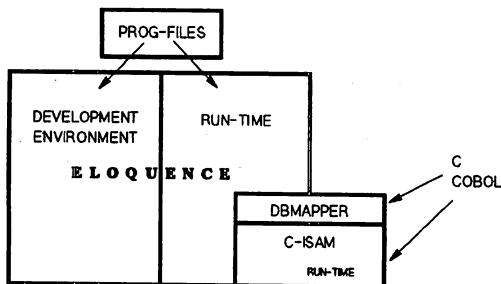 PROG-FILES
DEVELOPMENT
ENVIRONMENT
RUN-TIME
ELOQUENCE
C
COBOL
DBMAPPER
C-ISAM
RUN-TIME